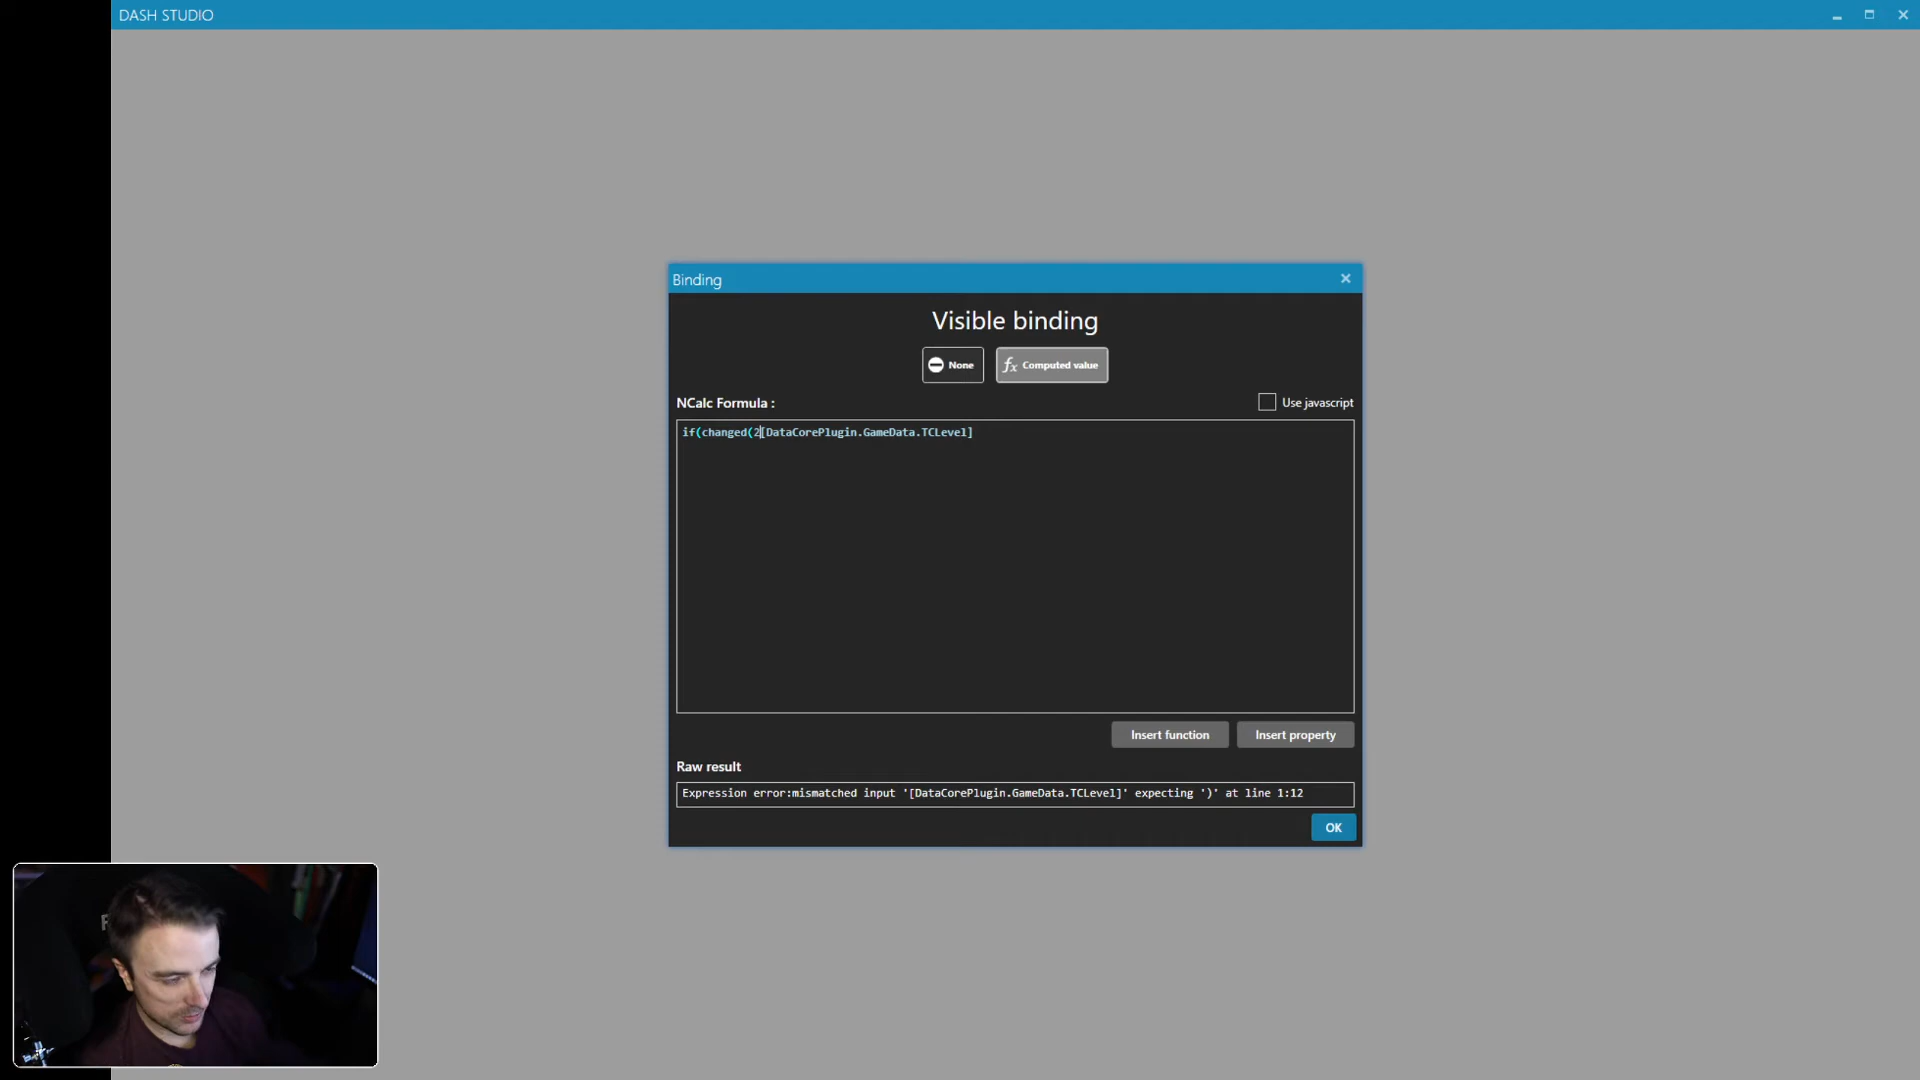 DASH STUDIO
Binding
Visible binding
None
fx Computed value
NCalc Formula :
Use javascript
if(changed(2[DataCorePlugin.GameData.TCLevel]
Insert function
Insert property
Raw result
Expression error:mismatched input '[DataCorePlugin.GameData.TCLevel]' expecting ')' at line 1:12
OK